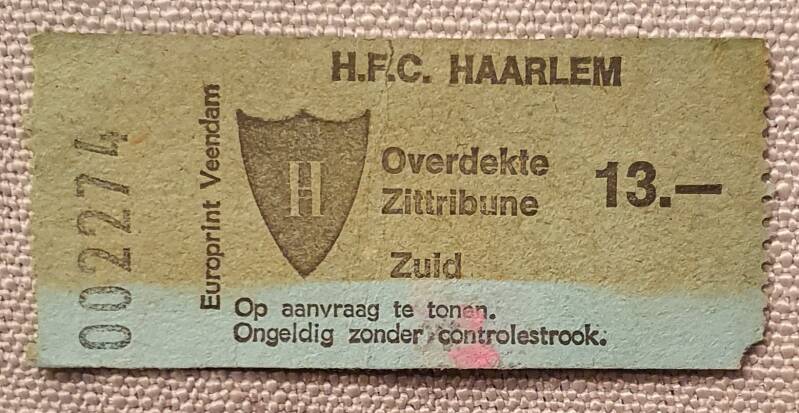 H.F.C. HAARLEM
002274
Europrint Veendam
H
Overdekte
Zittribune
13.—
Zuid
Op aanvraag te tonen.
Ongeldig zonder controlestrook.